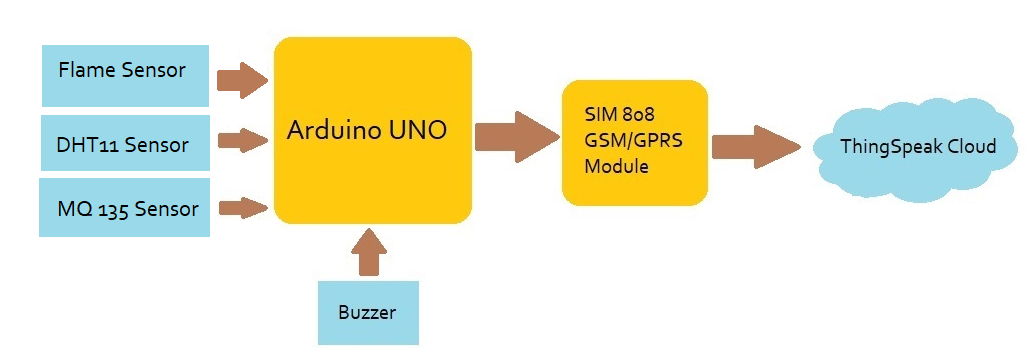 Flame Sensor
DHT11 Sensor
MQ 135 Sensor
Arduino UNO
SIM 808
GSM/GPRS
Module
ThingSpeak Cloud
Buzzer